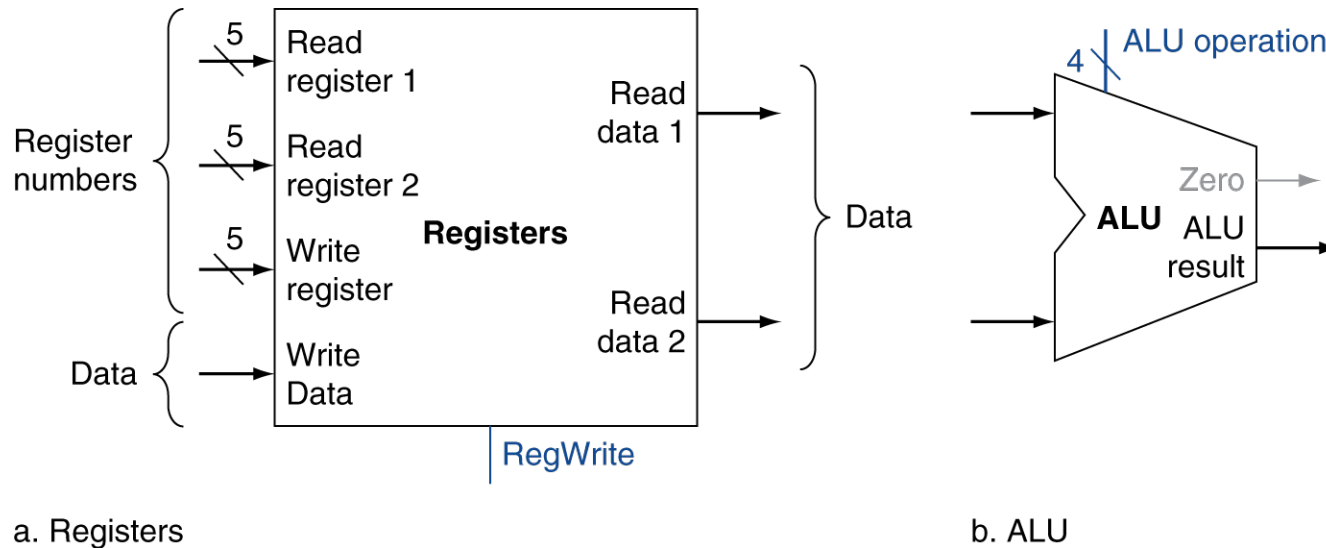 Register
numbers
5
Read
register 1
5
Read
register 2
5
Write
register
Data
Write
Data
Registers
Read
data 1
Read
data 2
Data
RegWrite
a. Registers
4
ALU operation
Zero
ALU
ALU
result
b. ALU